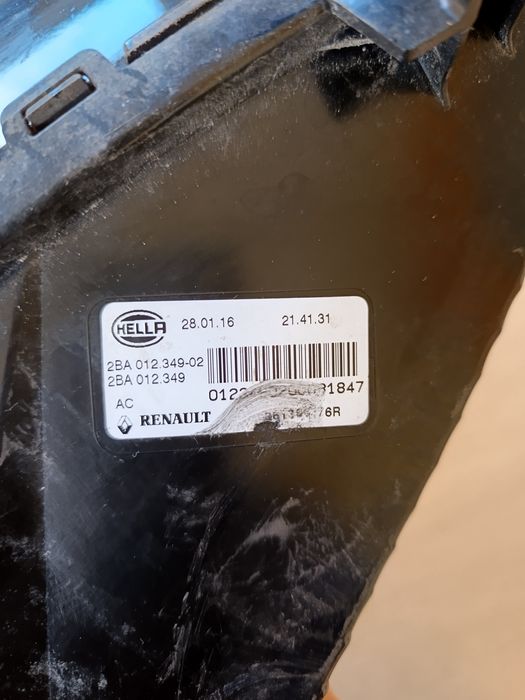 HELLA 28.01.16 21.41.31
2BA 012.349-02
2BA 012.349
AC
RENAULT